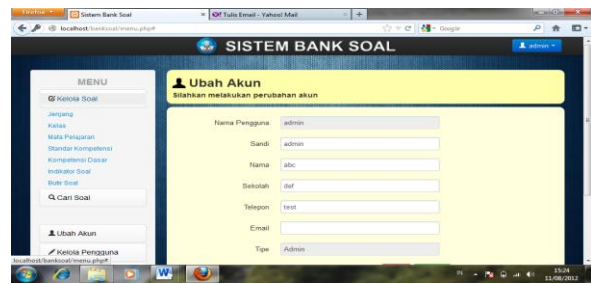 Firefox
Sistem Bank Soal
Tulis Email - Yahoo! Mail
localhost/banksoal/menu.php#
Google
SISTEM BANK SOAL
admin
MENU
Kelola Soal
Jenjang
Kelas
Mata Pelajaran
Standar Kompetensi
Kompetensi Dasar
Indikator Soal
Butir Soal
Cari Soal
Ubah Akun
Kelola Pengguna
Ubah Akun
Silahkan melakukan perubahan akun
Nama Pengguna admin
Sandi admin
Nama abc
Sekolah def
Telepon test
Email
Tipe Admin
localhost/banksoal/menu.php#
15:24
11/08/2012